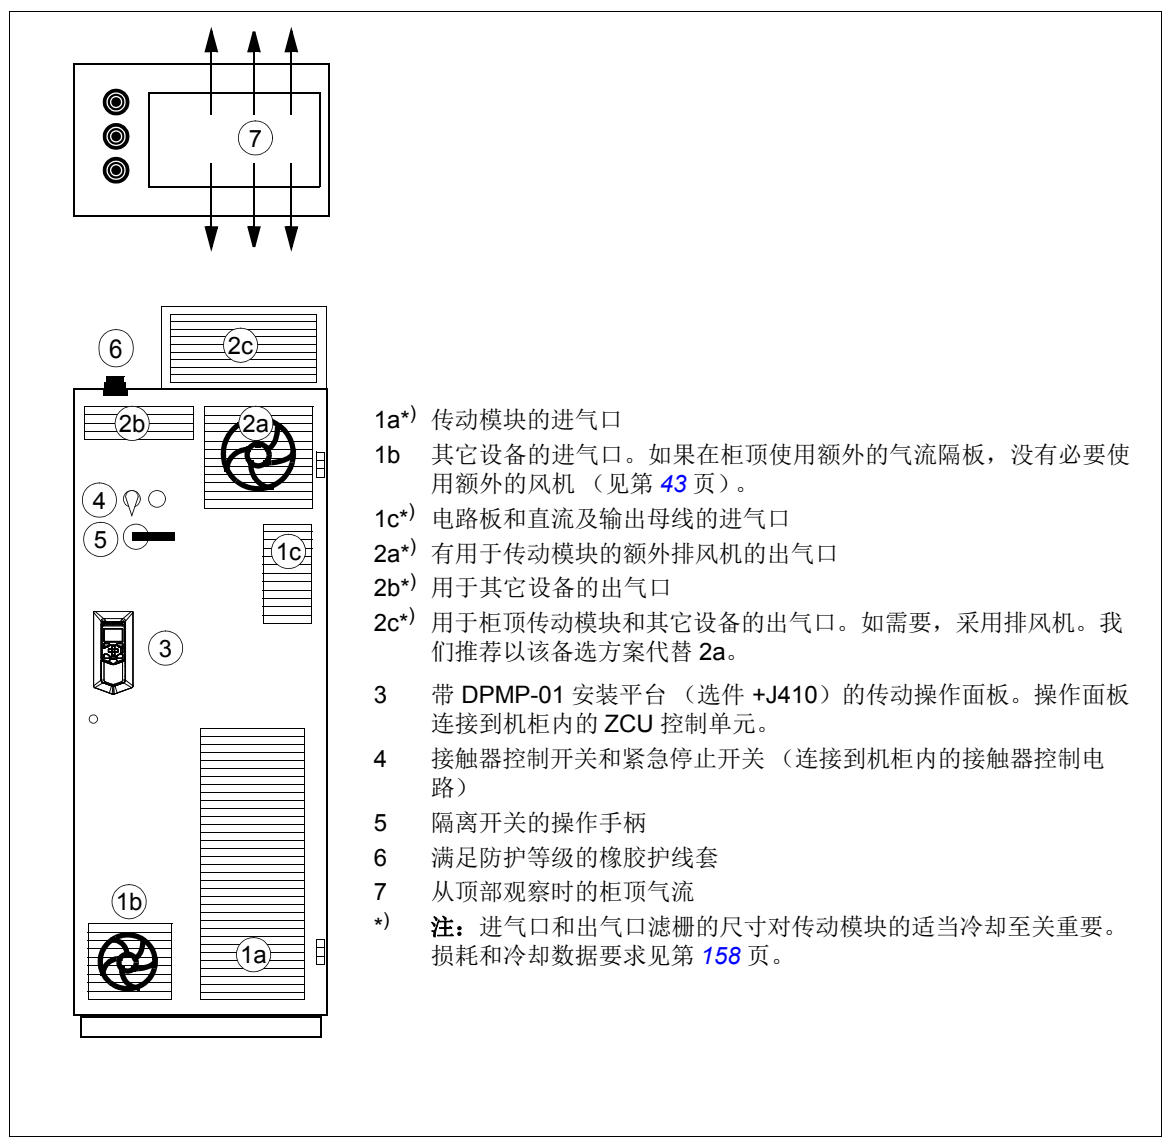 7
6
2c
2b
2a
4
5
1c
3
1b
1a
1a*) 传动模块的进气口
1b 其它设备的进气口。如果在柜顶使用额外的气流隔板，没有必要使
用额外的风机 （见第 43 页）。
1c*) 电路板和直流及输出母线的进气口
2a*) 有用于传动模块的额外排风机的出气口
2b*) 用于其它设备的出气口
2c*) 用于柜顶传动模块和其它设备的出气口。如需要，采用排风机。我
们推荐以该备选方案代替 2a。
3 带 DPMP-01 安装平台 （选件 +J410）的传动操作面板。操作面板
连接到机柜内的 ZCU 控制单元。
4 接触器控制开关和紧急停止开关 （连接到机柜内的接触器控制电
路）
5 隔离开关的操作手柄
6 满足防护等级的橡胶护线套
7 从顶部观察时的柜顶气流
*) 注：进气口和出气口滤栅的尺寸对传动模块的适当冷却至关重要。
损耗和冷却数据要求见第 158 页。